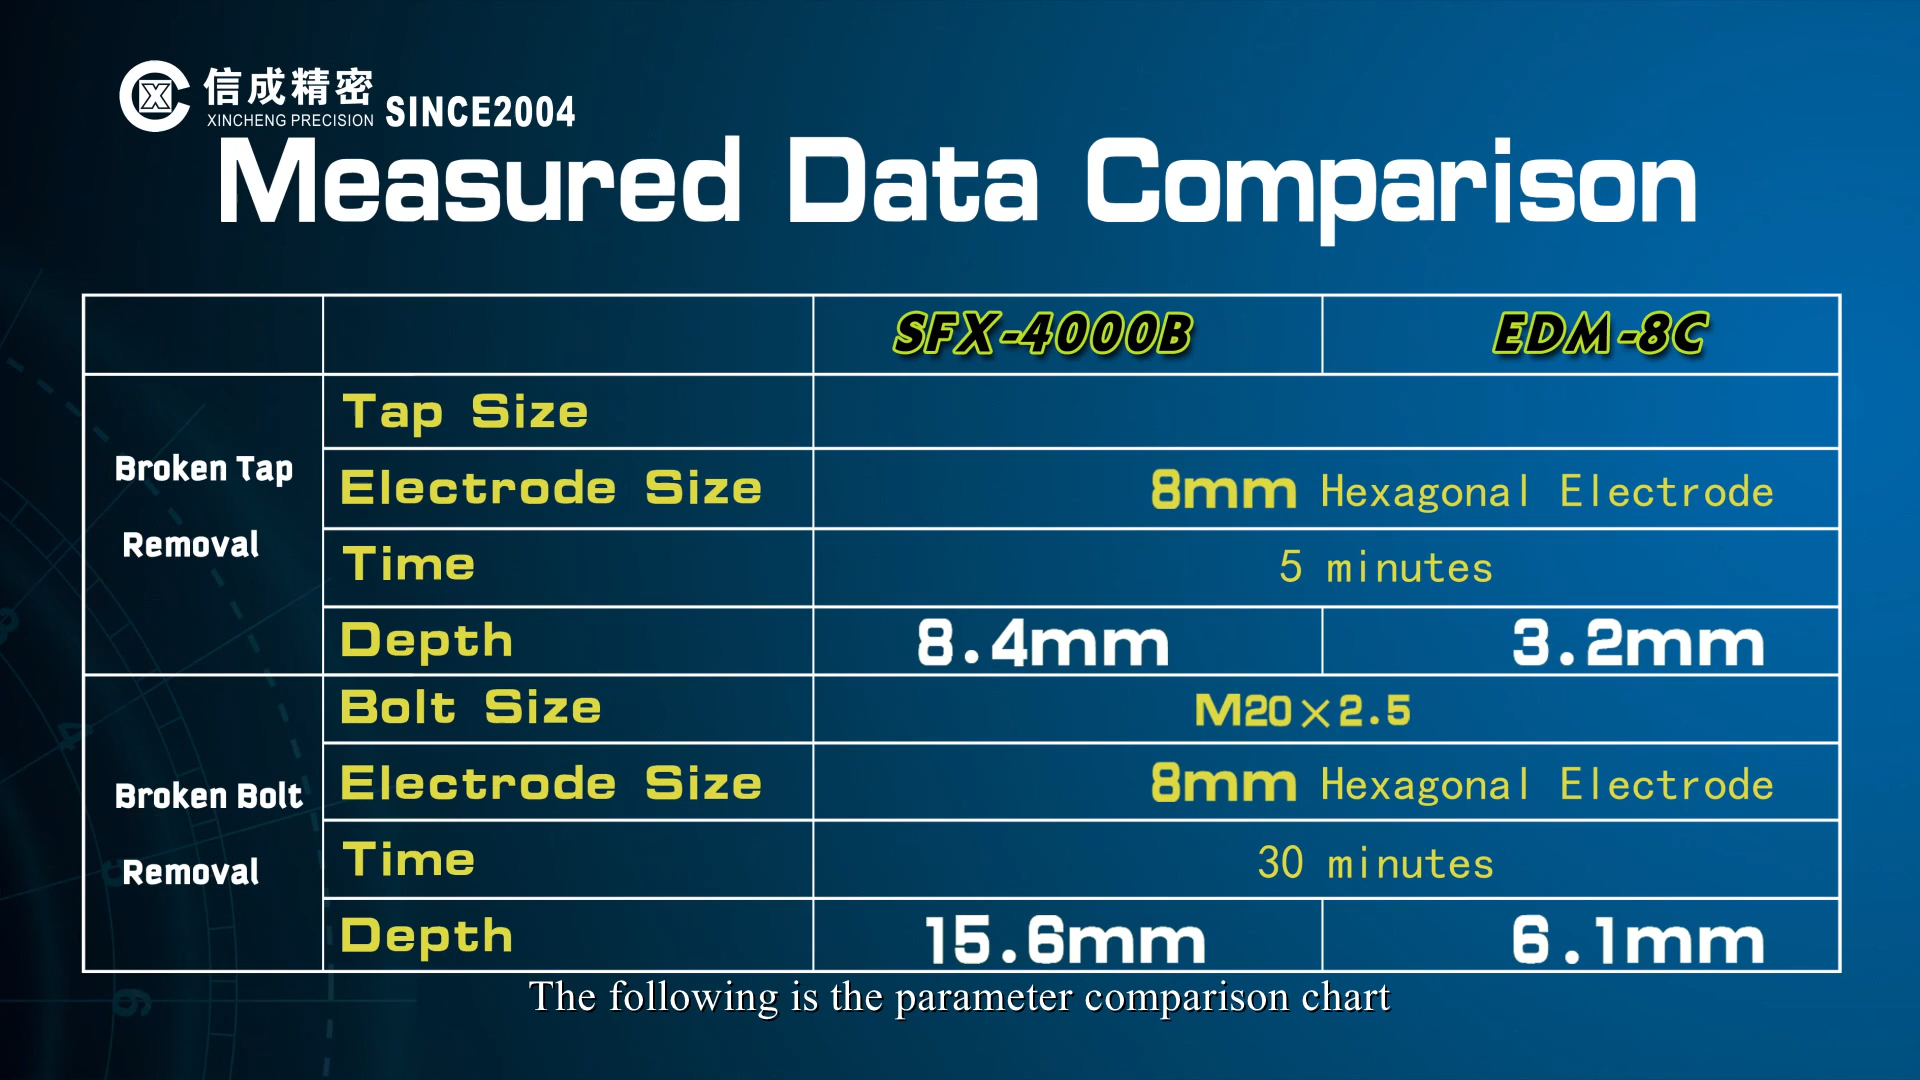 信成精密
XINCHENG PRECISION
SINCE2004
Measured Data Comparison
SFX-4000B EDM-8C
Broken Tap
Removal
Tap Size
Electrode Size 8mm Hexagonal Electrode
Time 5 minutes
Depth 8.4mm 3.2mm
Broken Bolt
Removal
Bolt Size M20×2.5
Electrode Size 8mm Hexagonal Electrode
Time 30 minutes
Depth 15.6mm 6.1mm
The following is the parameter comparison chart